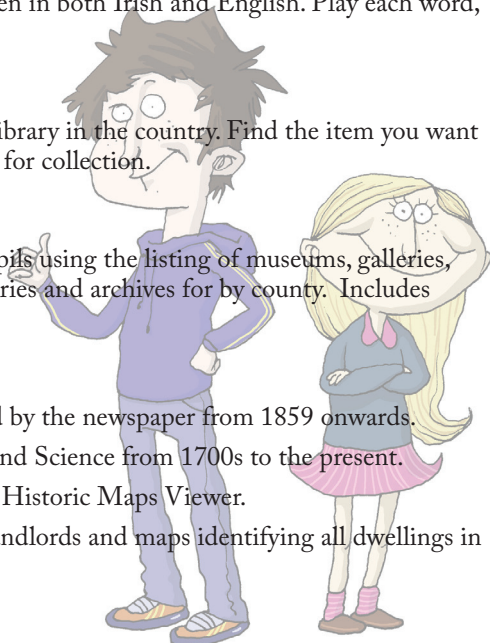 en in both Irish and English. Play each word,
ibrary in the country. Find the item you want
for collection.
pils using the listing of museums, galleries,
ries and archives for by county. Includes
d by the newspaper from 1859 onwards.
nd Science from 1700s to the present.
Historic Maps Viewer.
ndlords and maps identifying all dwellings in